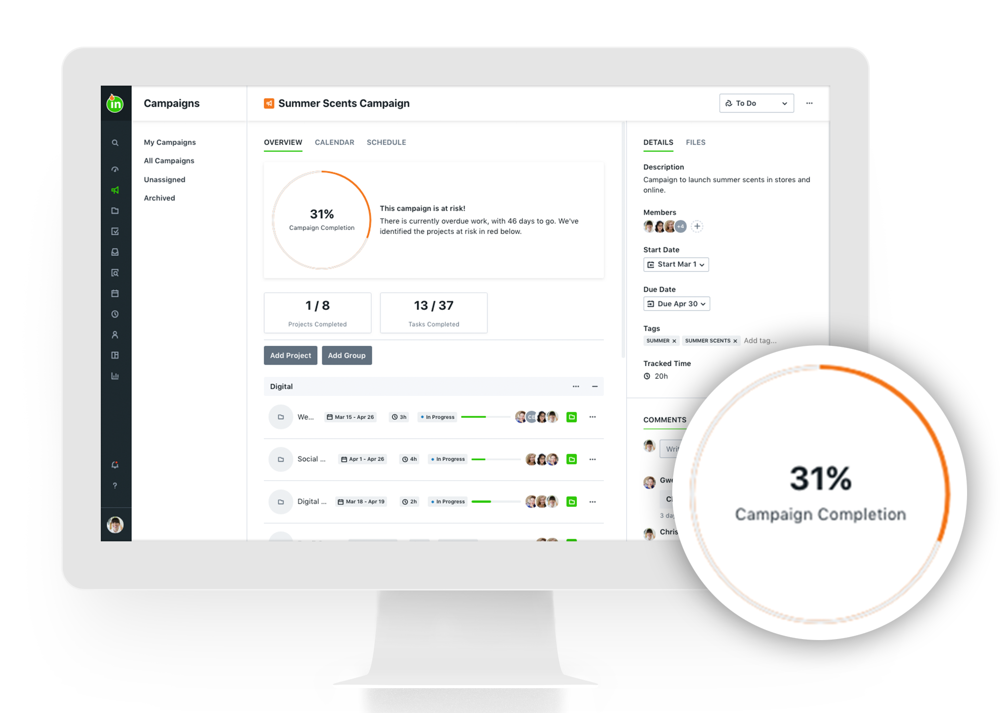 in
Campaigns
Summer Scents Campaign
To Do
My Campaigns
All Campaigns
Unassigned
Archived
OVERVIEW CALENDAR SCHEDULE
31%
Campaign Completion
This campaign is at risk!
There is currently overdue work, with 46 days to go. We've
identified the projects at risk in red below.
1 / 8
Projects Completed
13 / 37
Tasks Completed
Add Project
Add Group
Digital
We... Mar 15 - Apr 26 3h In Progress CE
Social ... Apr 1 - Apr 26 4h In Progress
Digital ... Mar 18 - Apr 19 2h In Progress
DETAILS FILES
Description
Campaign to launch summer scents in stores and
online.
Members
+4
Start Date
Start Mar 1
Due Date
Due Apr 30
Tags
SUMMER SUMMER SCENTS Add tag...
Tracked Time
20h
COMMENTS
3
31%
Campaign Completion